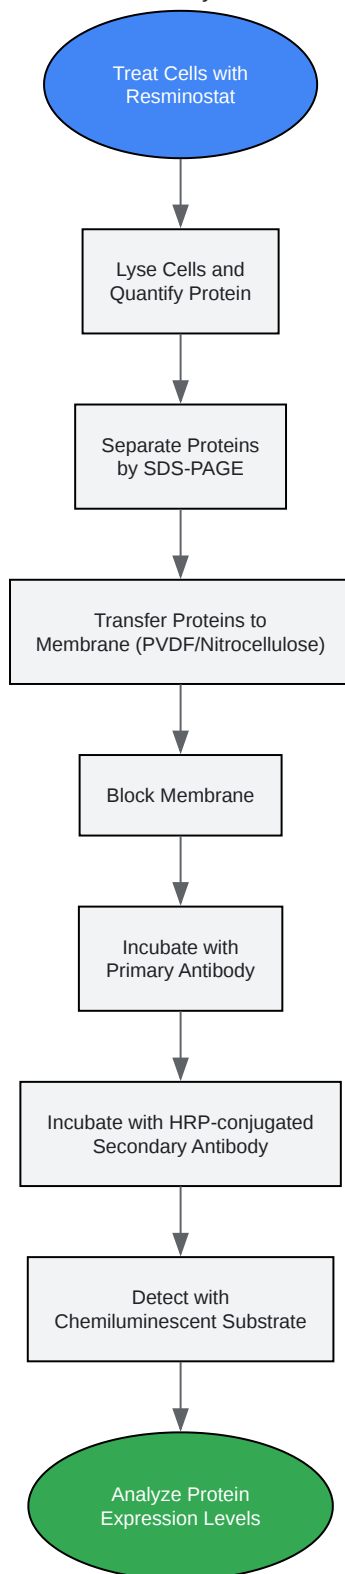 Treat Cells with
Resminostat
Lyse Cells and
Quantify Protein
Separate Proteins
by SDS-PAGE
Transfer Proteins to
Membrane (PVDF/Nitrocellulose)
Block Membrane
Incubate with
Primary Antibody
Incubate with HRP-conjugated
Secondary Antibody
Detect with
Chemiluminescent Substrate
Analyze Protein
Expression Levels